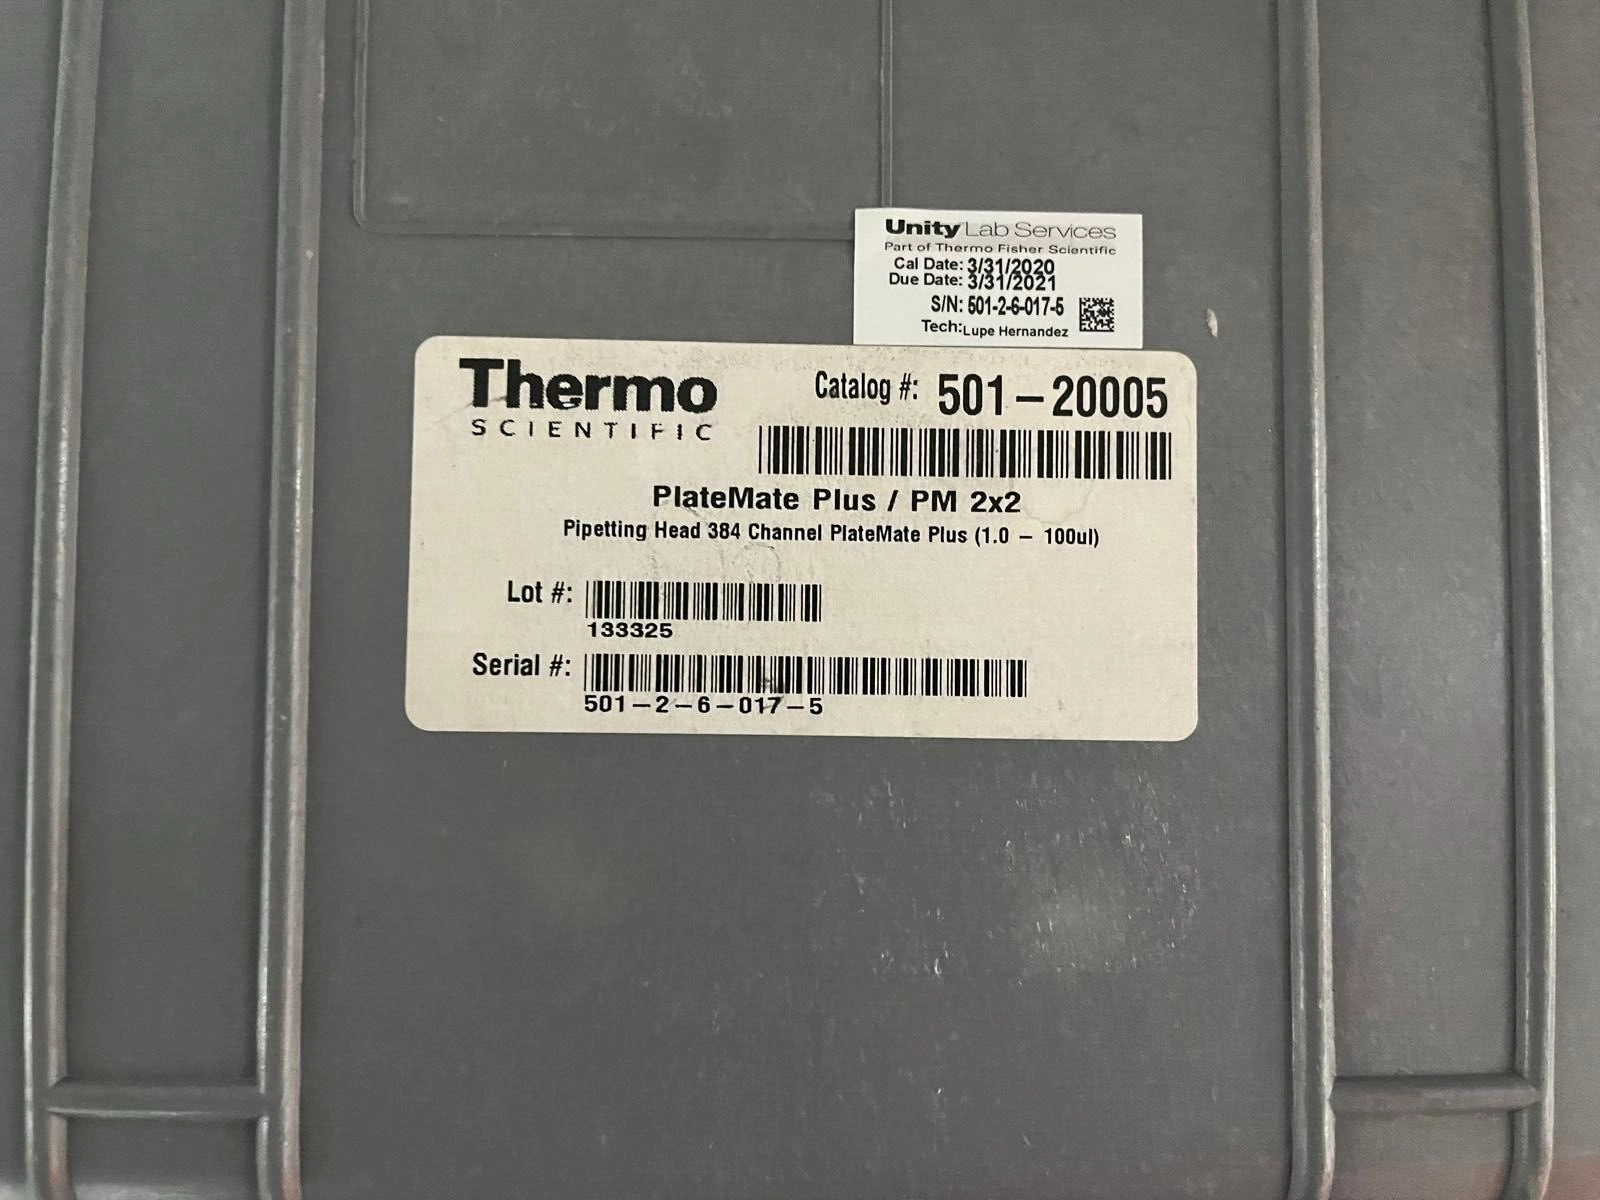 Unity Lab Services
Part of Thermo Fisher Scientific
Cal Date: 3/31/2020
Due Date: 3/31/2021
S/N: 501-2-6-017-5
Tech: Lupe Hernandez
Thermo
SCIENTIFIC
Catalog #: 501-20005
PlateMate Plus / PM 2x2
Pipetting Head 384 Channel PlateMate Plus (1.0 - 100ul)
Lot #:
133325
Serial #:
501-2-6-017-5